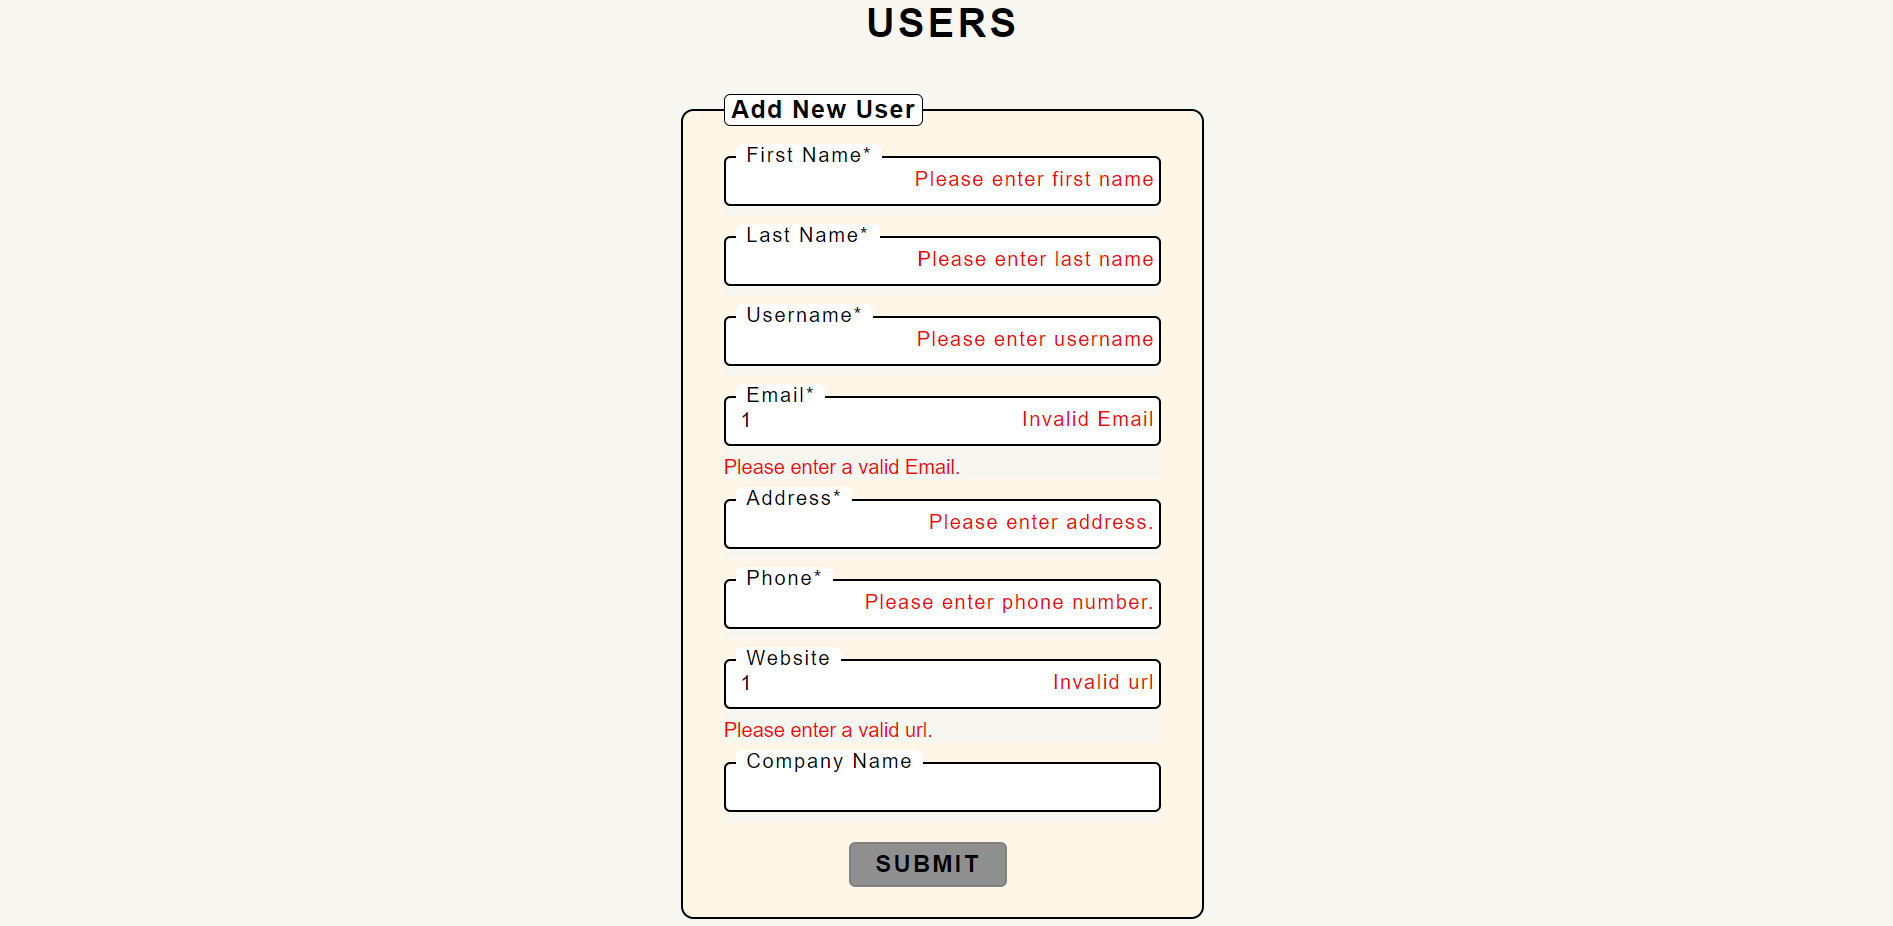 USERS
Add New User
First Name*
Please enter first name
Last Name*
Please enter last name
Username*
Please enter username
Email*
1 Invalid Email
Please enter a valid Email.
Address*
Please enter address.
Phone*
Please enter phone number.
Website
1 Invalid url
Please enter a valid url.
Company Name
SUBMIT